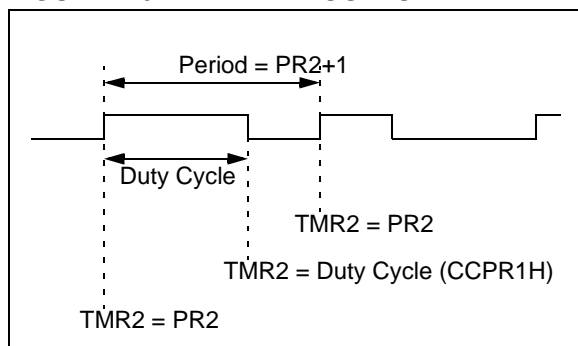 Period = PR2+1
Duty Cycle
TMR2 = PR2
TMR2 = Duty Cycle (CCPR1H)
TMR2 = PR2